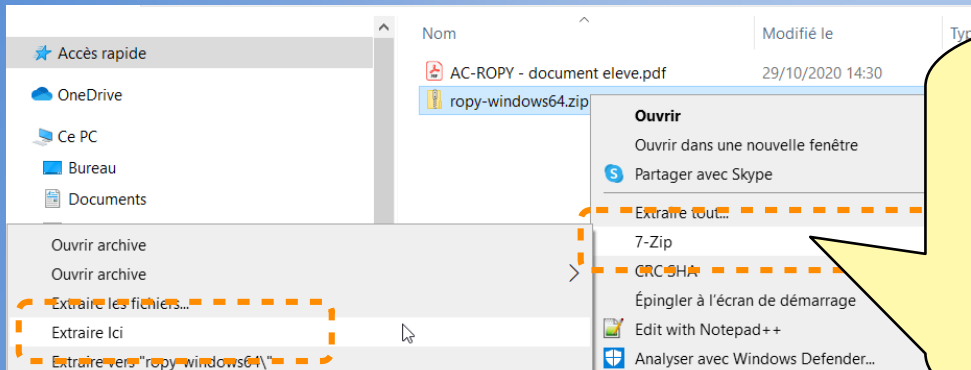 Nom
Modifié le
Typ
Accès rapide
AC-ROPY - document eleve.pdf
29/10/2020 14:30
OneDrive
ropy-windows64.zip
Ce PC
Bureau
Documents
Ouvrir
Ouvrir dans une nouvelle fenêtre
Partager avec Skype
Extraire tout...
7-Zip
CRC SHA
Épingler à l'écran de démarrage
Edit with Notepad++
Analyser avec Windows Defender...
Ouvrir archive
Ouvrir archive
Extraire les fichiers...
Extraire Ici
Extraire vers "ropy-windows64\"